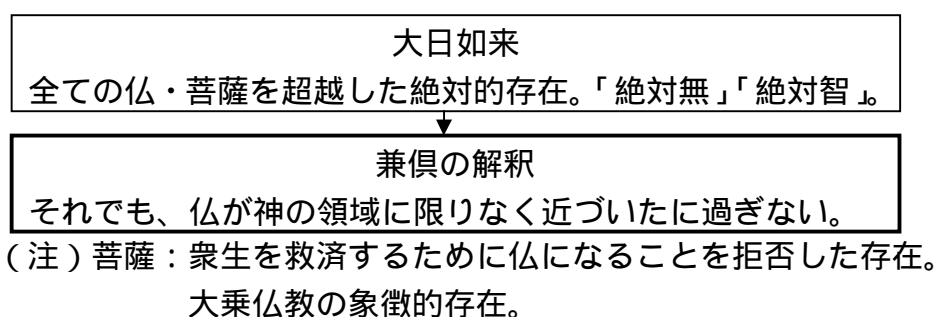 大日如来
全ての仏・菩薩を超越した絶対的存在。「絶対無」「絶対智」。
兼倶の解釈
それでも、仏が神の領域に限りなく近づいたに過ぎない。
（注）菩薩：衆生を救済するために仏になることを拒否した存在。
大乗仏教の象徴的存在。